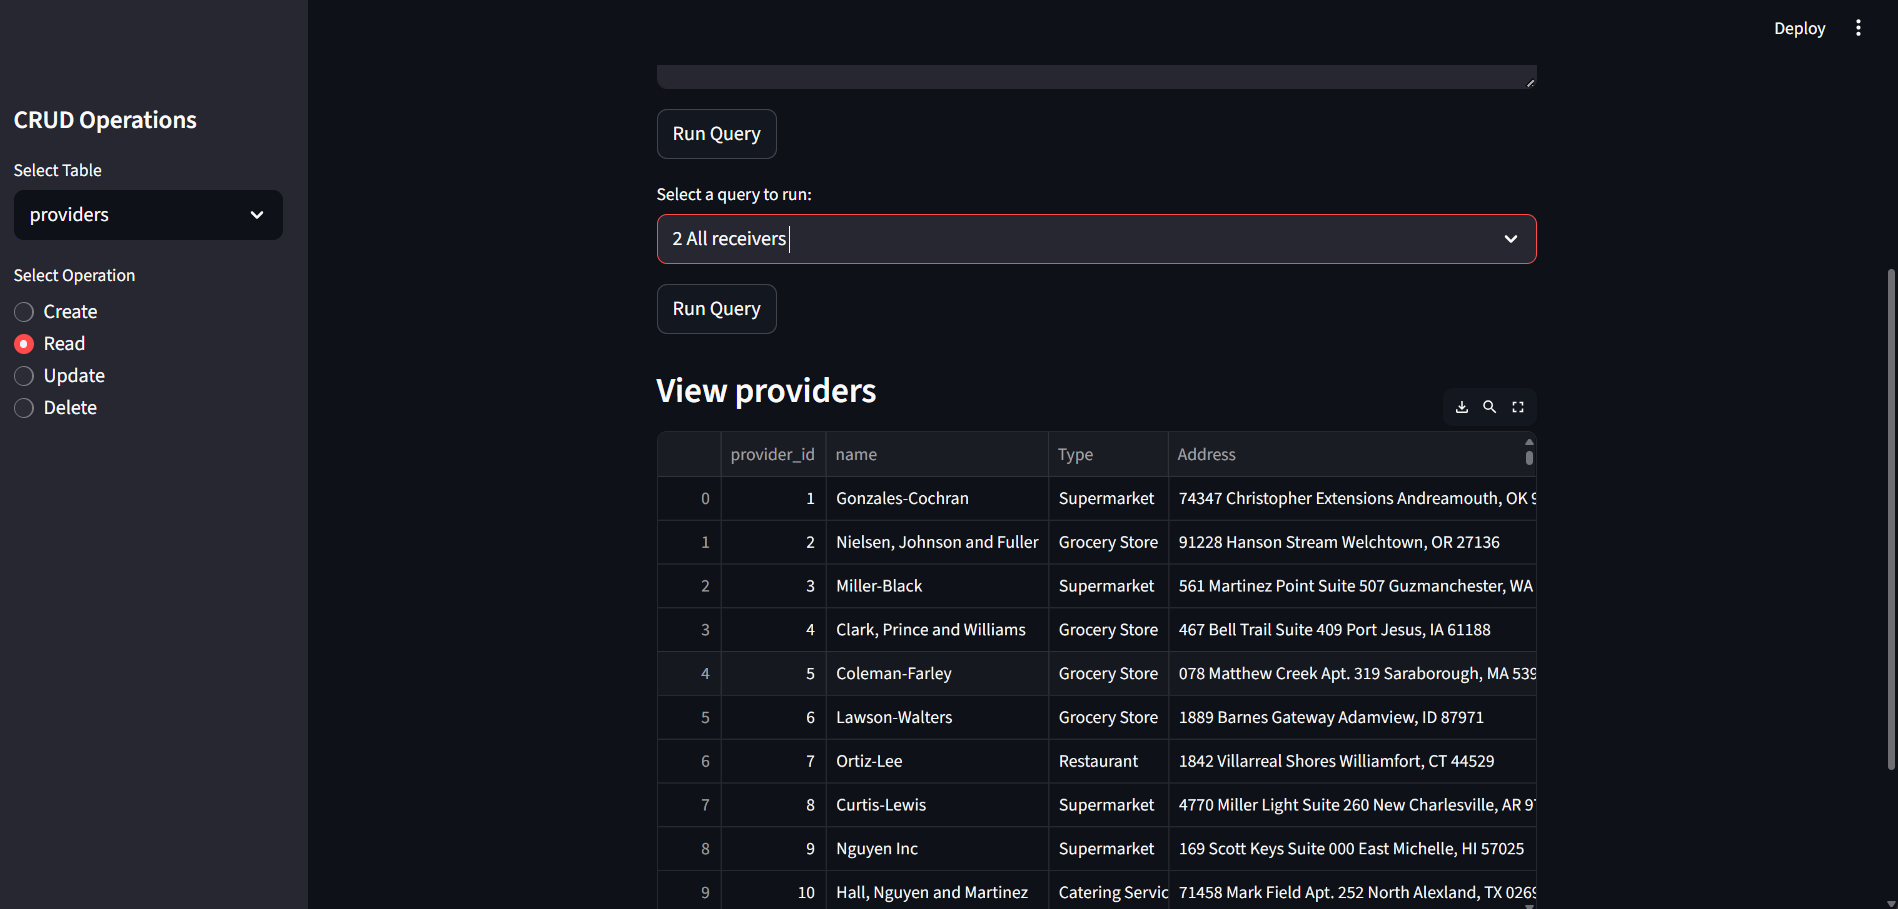 Deploy
CRUD Operations
Select Table
providers
Select Operation
Create
Read
Update
Delete
Run Query
Select a query to run:
2 All receivers
Run Query
View providers
provider_id name Type Address
0 1 Gonzales-Cochran Supermarket 74347 Christopher Extensions Andreamouth, OK
1 2 Nielsen, Johnson and Fuller Grocery Store 91228 Hanson Stream Welchtown, OR 27136
2 3 Miller-Black Supermarket 561 Martinez Point Suite 507 Guzmanchester, WA
3 4 Clark, Prince and Williams Grocery Store 467 Bell Trail Suite 409 Port Jesus, IA 61188
4 5 Coleman-Farley Grocery Store 078 Matthew Creek Apt. 319 Saraborough, MA 539
5 6 Lawson-Walters Grocery Store 1889 Barnes Gateway Adamview, ID 87971
6 7 Ortiz-Lee Restaurant 1842 Villarreal Shores Williamfort, CT 44529
7 8 Curtis-Lewis Supermarket 4770 Miller Light Suite 260 New Charlesville, AR 9
8 9 Nguyen Inc Supermarket 169 Scott Keys Suite 000 East Michelle, HI 57025
9 10 Hall, Nguyen and Martinez Catering Servic 71458 Mark Field Apt. 252 North Alexland, TX 026